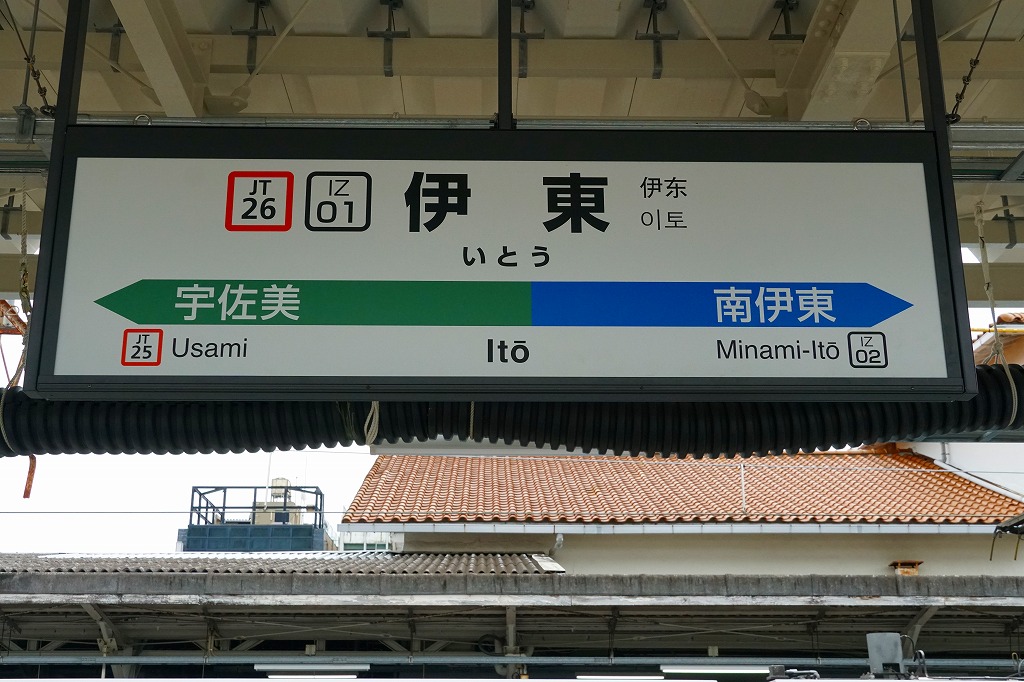 JT
26
IZ
01
伊東
伊东
이토
いとう
宇佐美
南伊東
JT
25
Usami
Itō
Minami-Itō
IZ
02